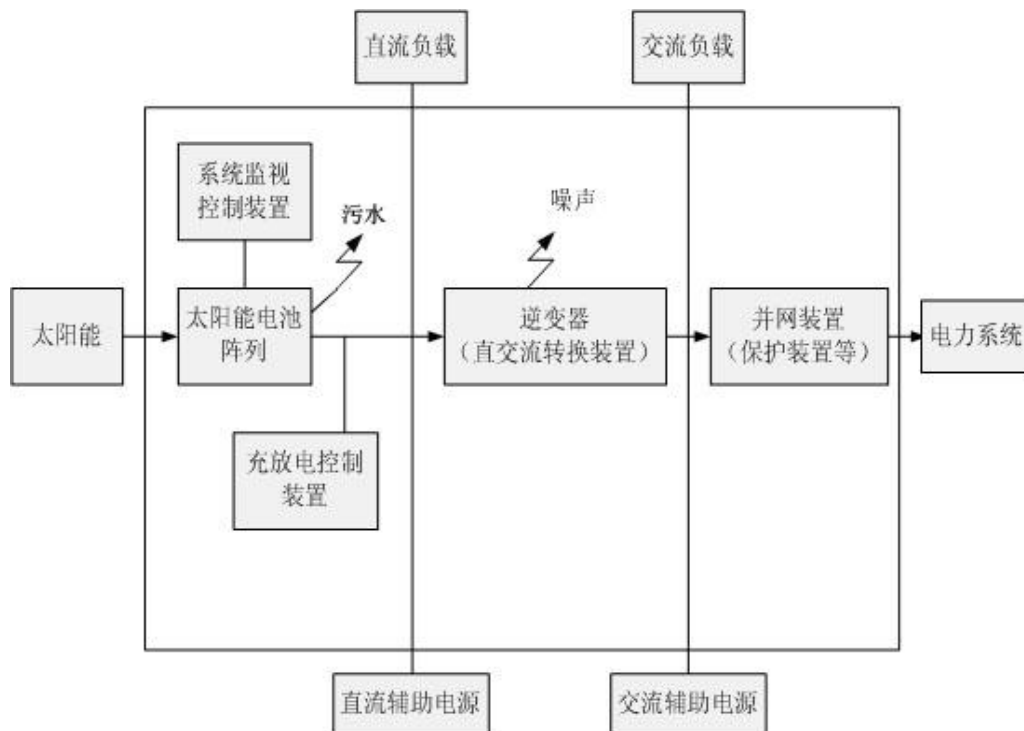 直流负载
交流负载
系统监视
控制装置
污水
噪声
太阳能
太阳能电池
阵列
逆变器
（直交流转换装置）
并网装置
（保护装置等）
电力系统
充放电控制
装置
直流辅助电源
交流辅助电源